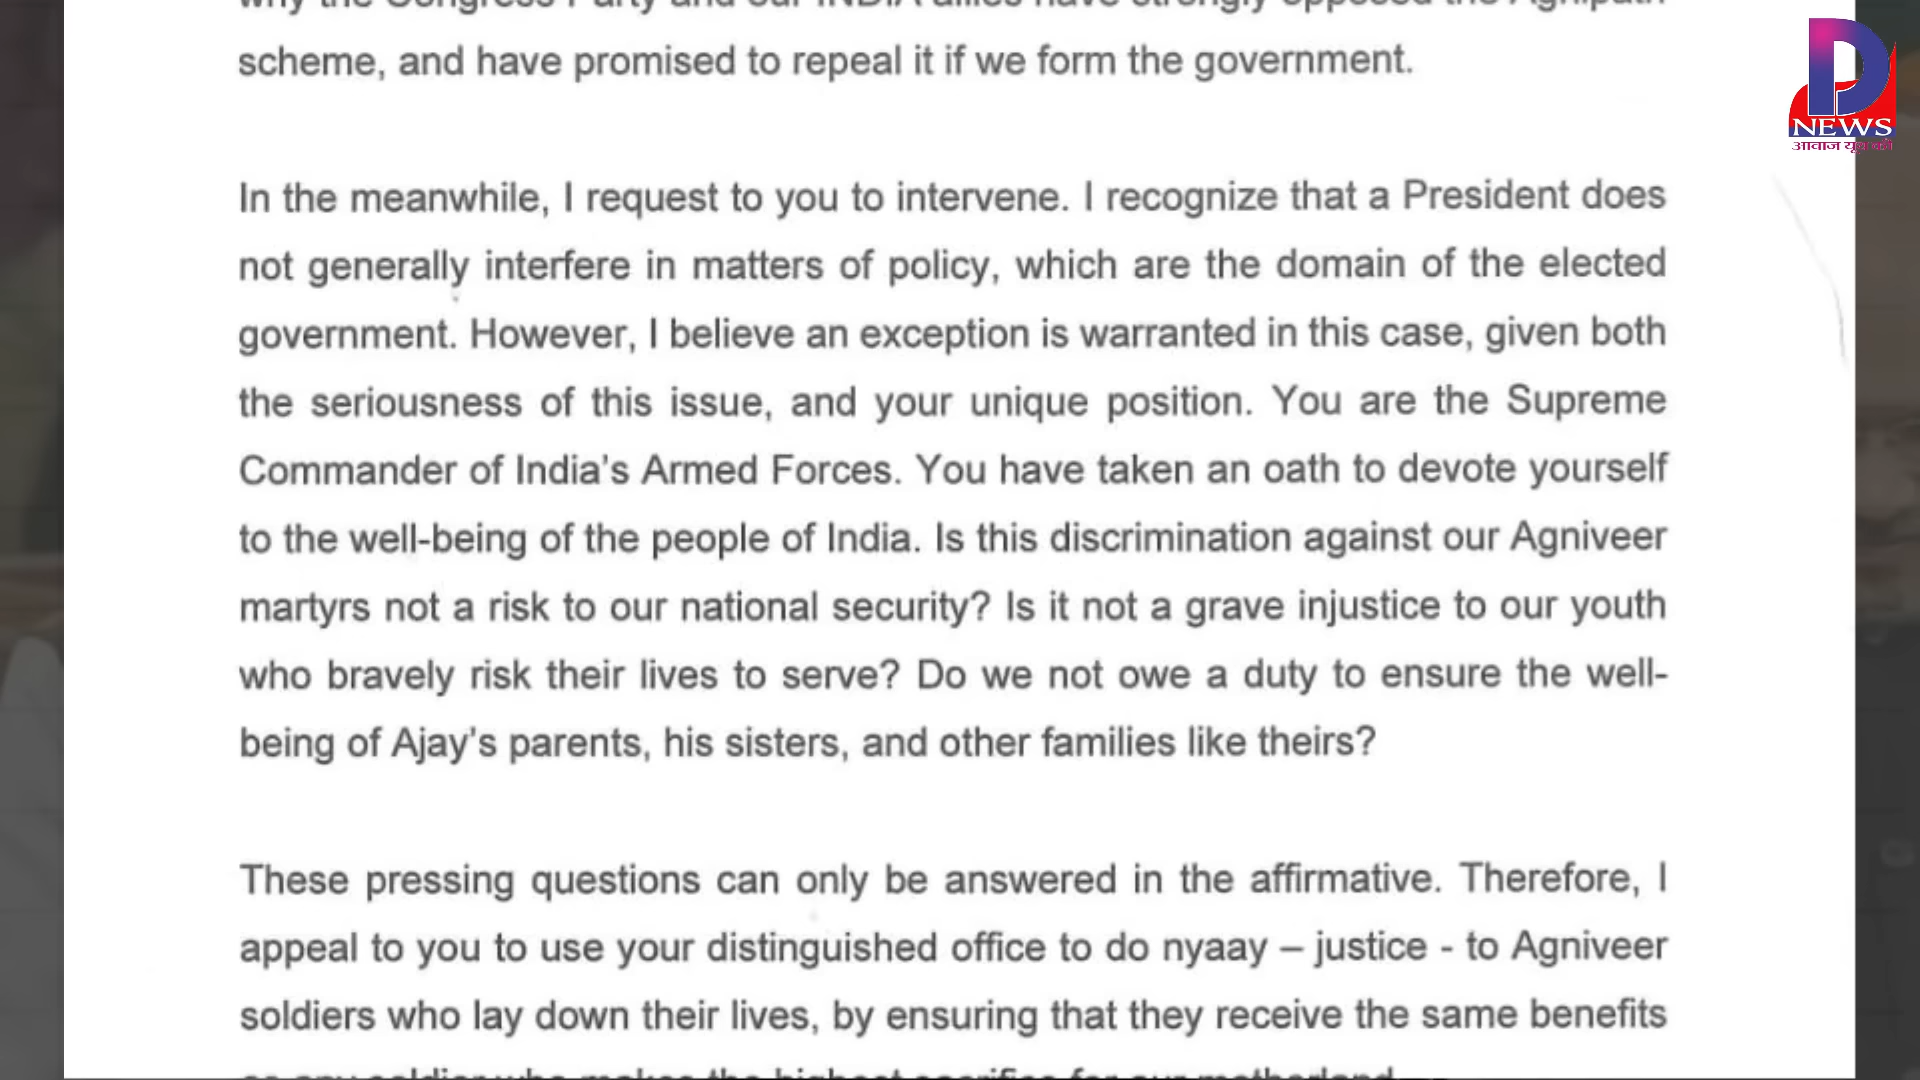 scheme, and have promised to repeal it if we form the government.
In the meanwhile, I request to you to intervene. I recognize that a President does
not generally interfere in matters of policy, which are the domain of the elected
government. However, I believe an exception is warranted in this case, given both
the seriousness of this issue, and your unique position. You are the Supreme
Commander of India’s Armed Forces. You have taken an oath to devote yourself
to the well-being of the people of India. Is this discrimination against our Agniveer
martyrs not a risk to our national security? Is it not a grave injustice to our youth
who bravely risk their lives to serve? Do we not owe a duty to ensure the well-
being of Ajay’s parents, his sisters, and other families like theirs?
These pressing questions can only be answered in the affirmative. Therefore, I
appeal to you to use your distinguished office to do nyaay – justice - to Agniveer
soldiers who lay down their lives, by ensuring that they receive the same benefits
D
NEWS
आवाज